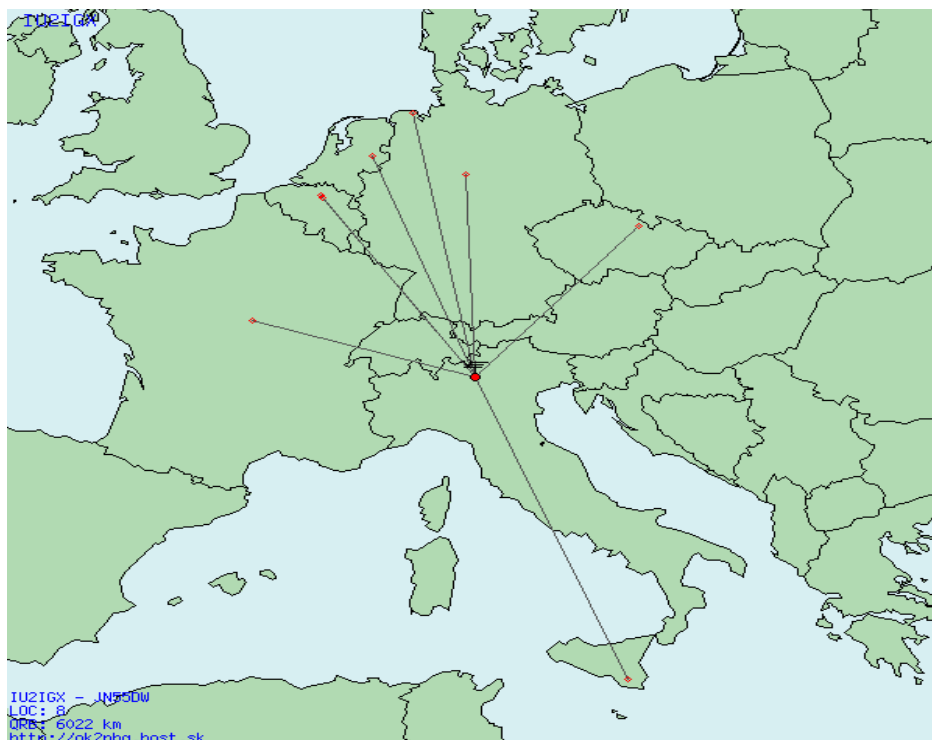 IU2IGX
IU2IGX - JN55DW
LOC: 8
QRB: 6022 km
http://ok2pbq.host.sk